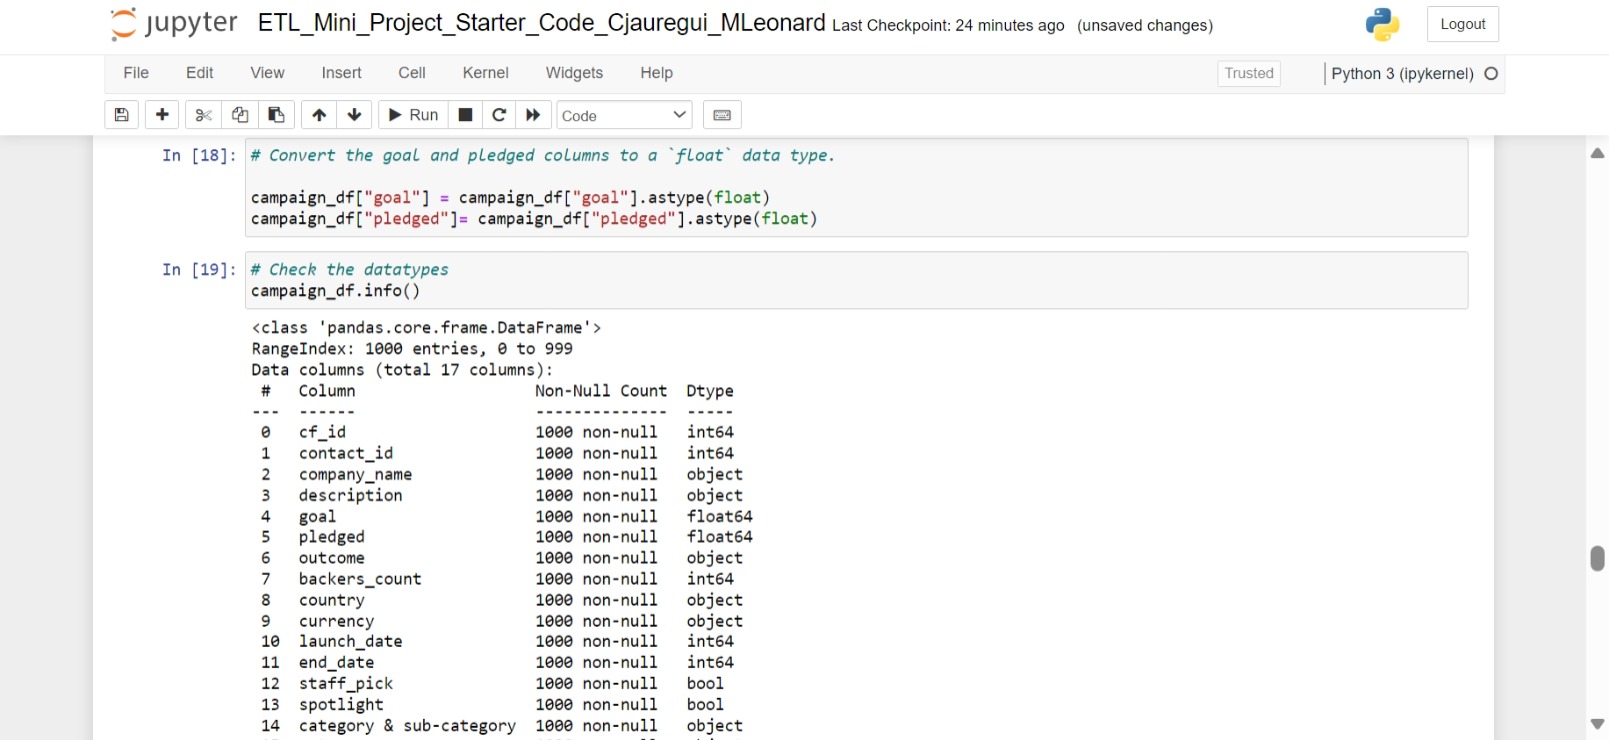 jupyter ETL_Mini_Project_Starter_Code_Cjauregui_MLeonard Last Checkpoint: 24 minutes ago (unsaved changes) Logout
File Edit View Insert Cell Kernel Widgets Help Trusted Python 3 (ipykernel)
Run Code
In [18]: # Convert the goal and pledged columns to a `float` data type.
campaign_df["goal"] = campaign_df["goal"].astype(float)
campaign_df["pledged"]= campaign_df["pledged"].astype(float)
In [19]: # Check the datatypes
campaign_df.info()
<class 'pandas.core.frame.DataFrame'>
RangeIndex: 1000 entries, 0 to 999
Data columns (total 17 columns):
# Column Non-Null Count Dtype
--- ------ -------------- -----
0 cf_id 1000 non-null int64
1 contact_id 1000 non-null int64
2 company_name 1000 non-null object
3 description 1000 non-null object
4 goal 1000 non-null float64
5 pledged 1000 non-null float64
6 outcome 1000 non-null object
7 backers_count 1000 non-null int64
8 country 1000 non-null object
9 currency 1000 non-null object
10 launch_date 1000 non-null int64
11 end_date 1000 non-null int64
12 staff_pick 1000 non-null bool
13 spotlight 1000 non-null bool
14 category & sub-category 1000 non-null object